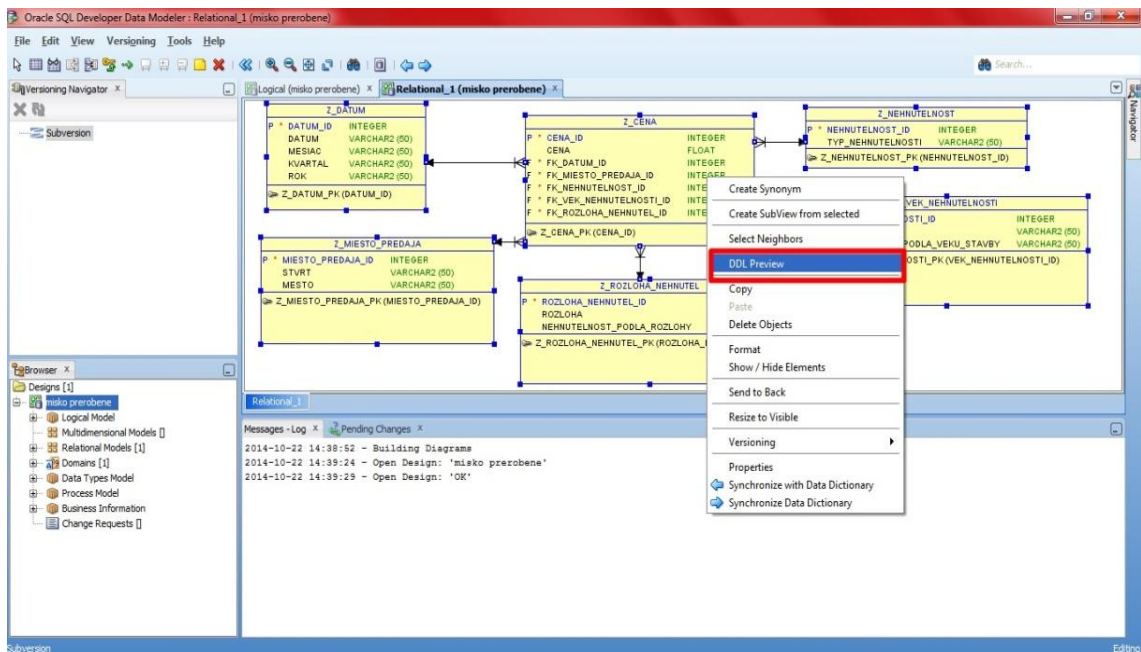 Oracle SQL Developer Data Modeler : Relational_1 (misko prerobene)
File Edit View Versioning Tools Help
Search...
Versioning Navigator
Subversion
Logical (misko prerobene)
Relational_1 (misko prerobene)
Navigator
Z_DATUM
P * DATUM_ID INTEGER
DATUM VARCHAR2 (50)
MESIAC VARCHAR2 (50)
KVARTAL VARCHAR2 (50)
ROK VARCHAR2 (50)
Z_DATUM_PK (DATUM_ID)
Z_CENA
P * CENA_ID INTEGER
CENA FLOAT
F * FK_DATUM_ID INTEGER
F * FK_MIESTO_PREDAJA_ID INTEGER
F * FK_NEHNUTELNOST_ID INTE
F * FK_VEK_NEHNUTELNOSTI_ID INTE
F * FK_ROZLOHA_NEHNUTEL_ID INTE
Z_CENA_PK (CENA_ID)
Z_NEHNUTELNOST
P * NEHNUTELNOST_ID INTEGER
TYP_NEHNUTELNOSTI VARCHAR2 (50)
Z_NEHNUTELNOST_PK (NEHNUTELNOST_ID)
VEK_NEHNUTELNOSTI
OSTI_ID INTEGER
VARCHAR2 (50)
PODLA_VEKU_STAVBY VARCHAR2 (50)
OSTI_PK (VEK_NEHNUTELNOSTI_ID)
Z_MIESTO_PREDAJA
P * MIESTO_PREDAJA_ID INTEGER
STVRT VARCHAR2 (50)
MESTO VARCHAR2 (50)
Z_MIESTO_PREDAJA_PK (MIESTO_PREDAJA_ID)
Z_ROZLOHA_NEHNUTEL
P * ROZLOHA_NEHNUTEL_ID
ROZLOHA
NEHNUTELNOST_PODLA_ROZLOHY
Z_ROZLOHA_NEHNUTEL_PK (ROZLOHA_
Create Synonym
Create SubView from selected
Select Neighbors
DDL Preview
Copy
Paste
Delete Objects
Format
Show / Hide Elements
Send to Back
Resize to Visible
Versioning
Properties
Synchronize with Data Dictionary
Synchronize Data Dictionary
Relational_1
Browser
Designs [1]
misko prerobene
Logical Model
Multidimensional Models []
Relational Models [1]
Domains [1]
Data Types Model
Process Model
Business Information
Change Requests []
Messages - Log
Pending Changes
2014-10-22 14:38:52 - Building Diagrams
2014-10-22 14:39:24 - Open Design: 'misko prerobene'
2014-10-22 14:39:29 - Open Design: 'OK'
Subversion
Editing